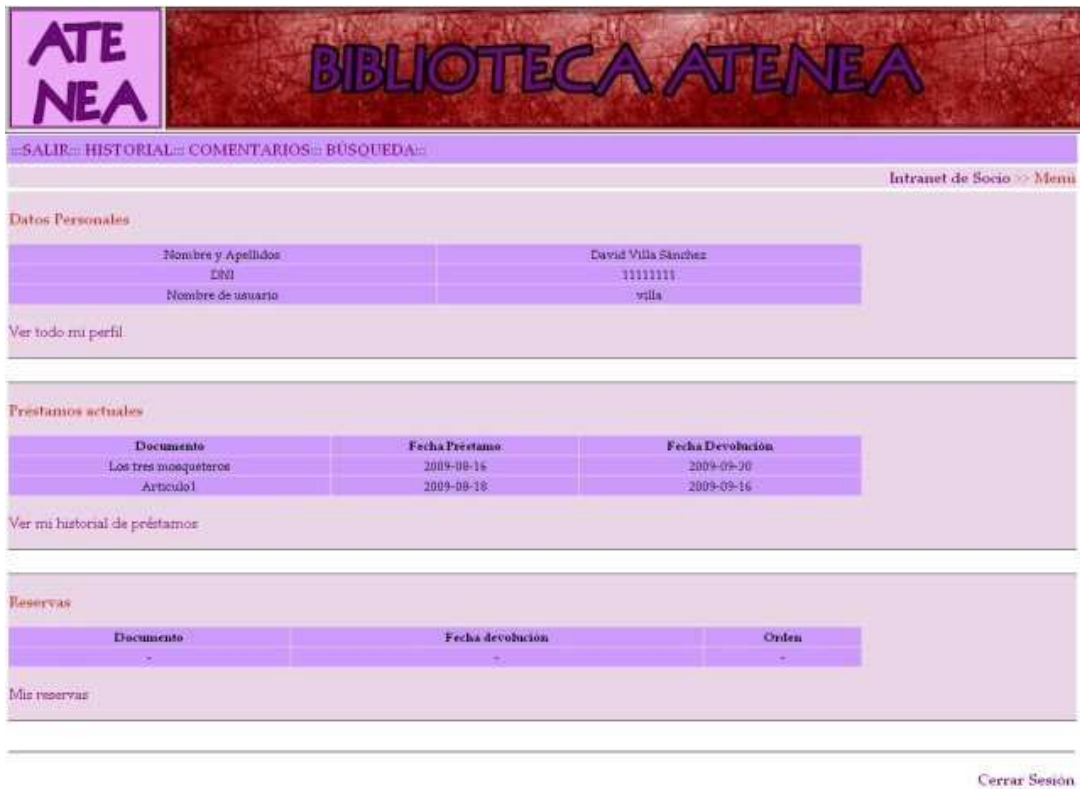 ATE
NEA
BIBLIOTECA ATENEA
:::SALIR::: HISTORIAL::: COMENTARIOS::: BÚSQUEDA:::
Intranet de Socio >> Menú
Datos Personales
Nombre y Apellidos David Villa Sánchez
DNI 11111111
Nombre de usuario villa
Ver todo mi perfil
Préstamos actuales
Documento Fecha Préstamo Fecha Devolución
Los tres mosqueteros 2009-08-16 2009-09-30
Articulo1 2009-08-18 2009-09-16
Ver mi historial de préstamos
Reservas
Documento Fecha devolución Orden
- - -
Mis reservas
Cerrar Sesión